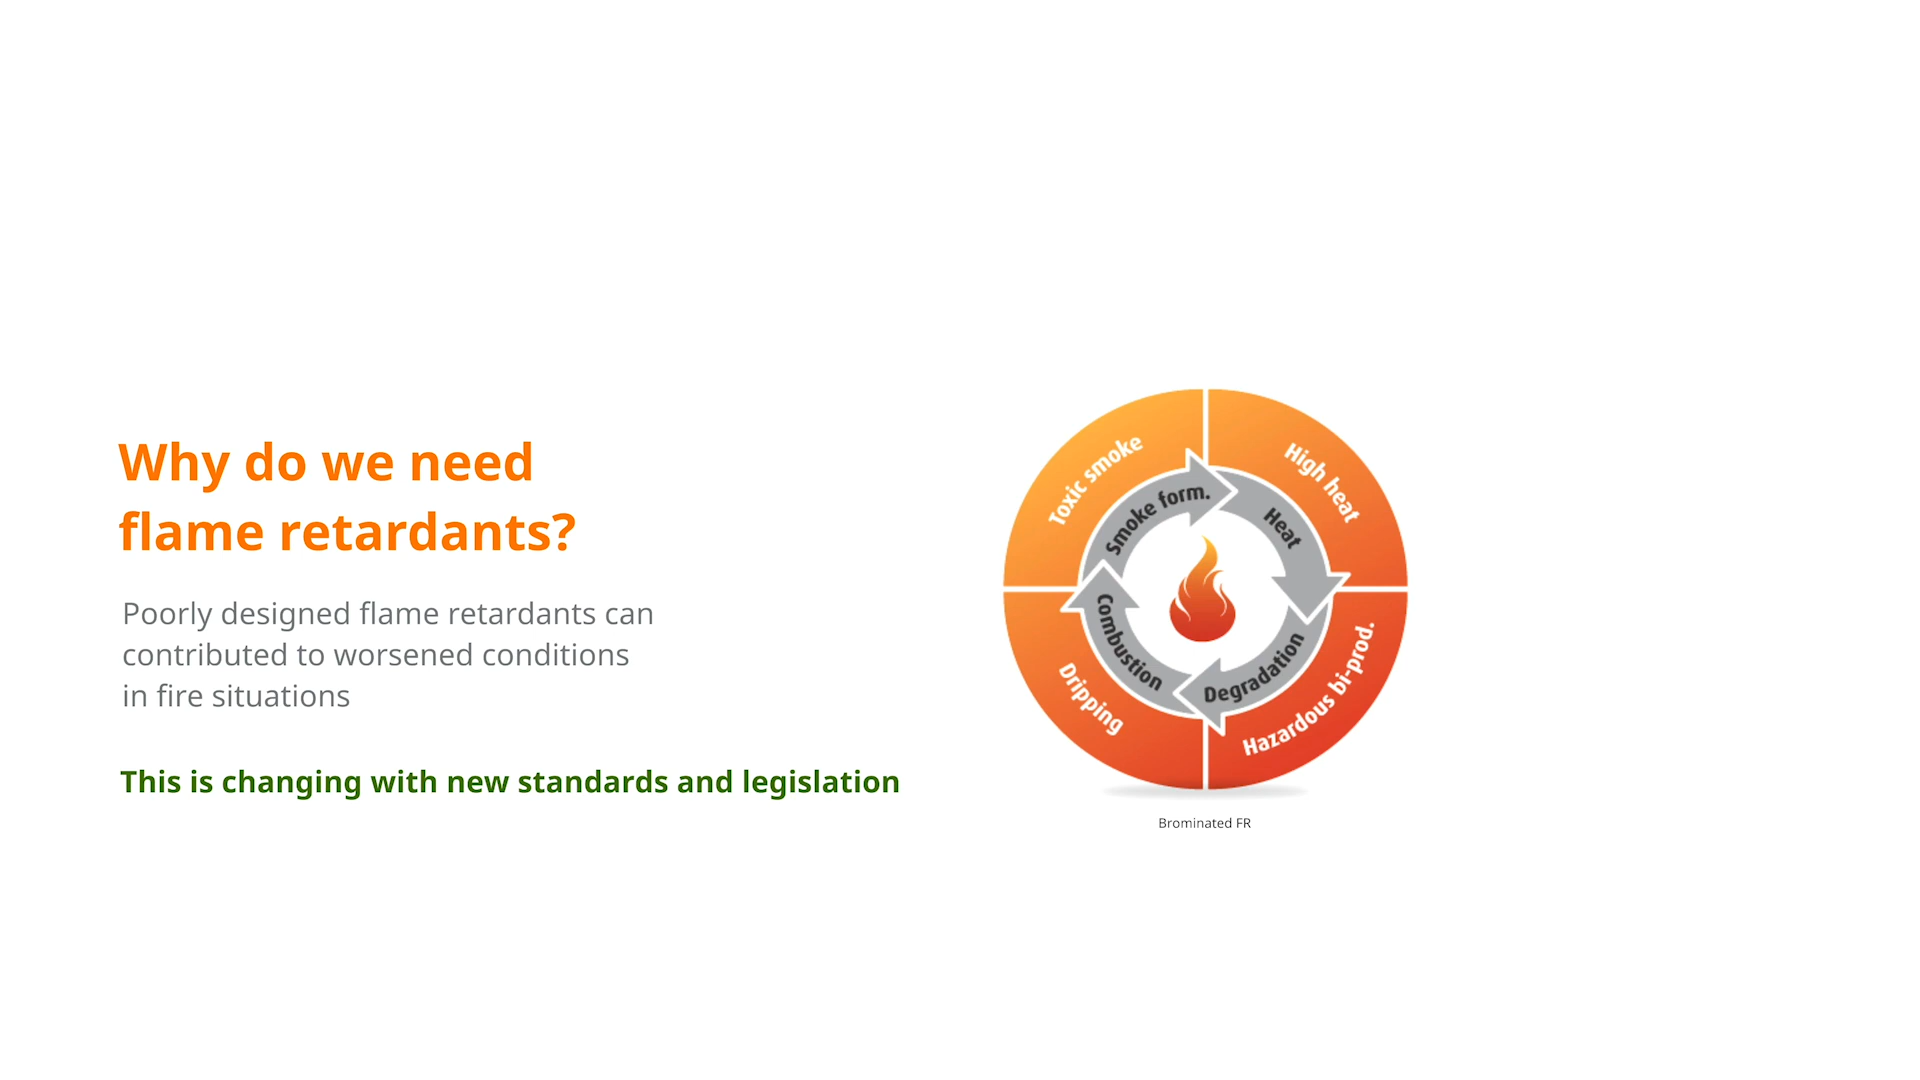 Why do we need
flame retardants?
Poorly designed flame retardants can
contributed to worsened conditions
in fire situations
This is changing with new standards and legislation
Toxic smoke
High heat
Smoke form.
Heat
Combustion
Degradation
Dripping
Hazardous bi-prod.
Brominated FR